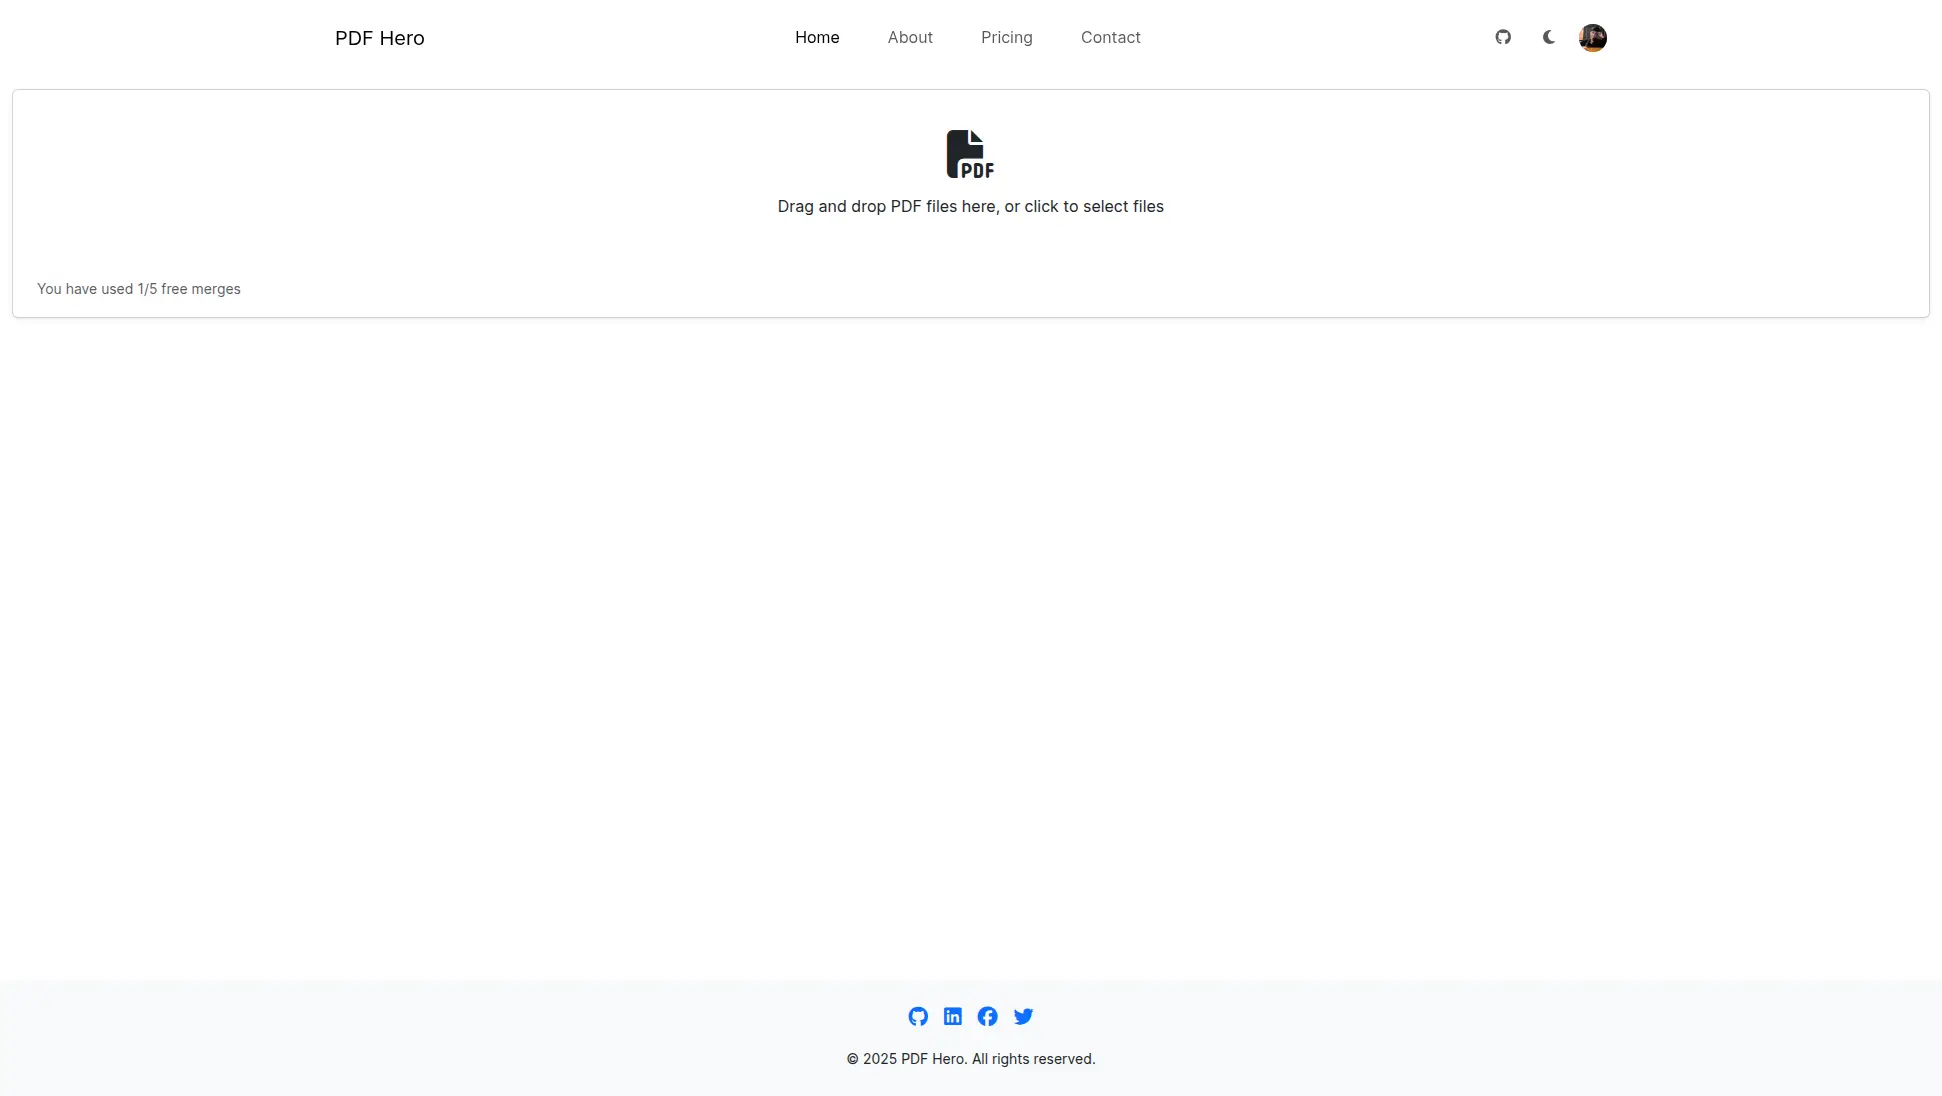 PDF Hero
Home
About
Pricing
Contact
PDF
Drag and drop PDF files here, or click to select files
You have used 1/5 free merges
in
© 2025 PDF Hero. All rights reserved.